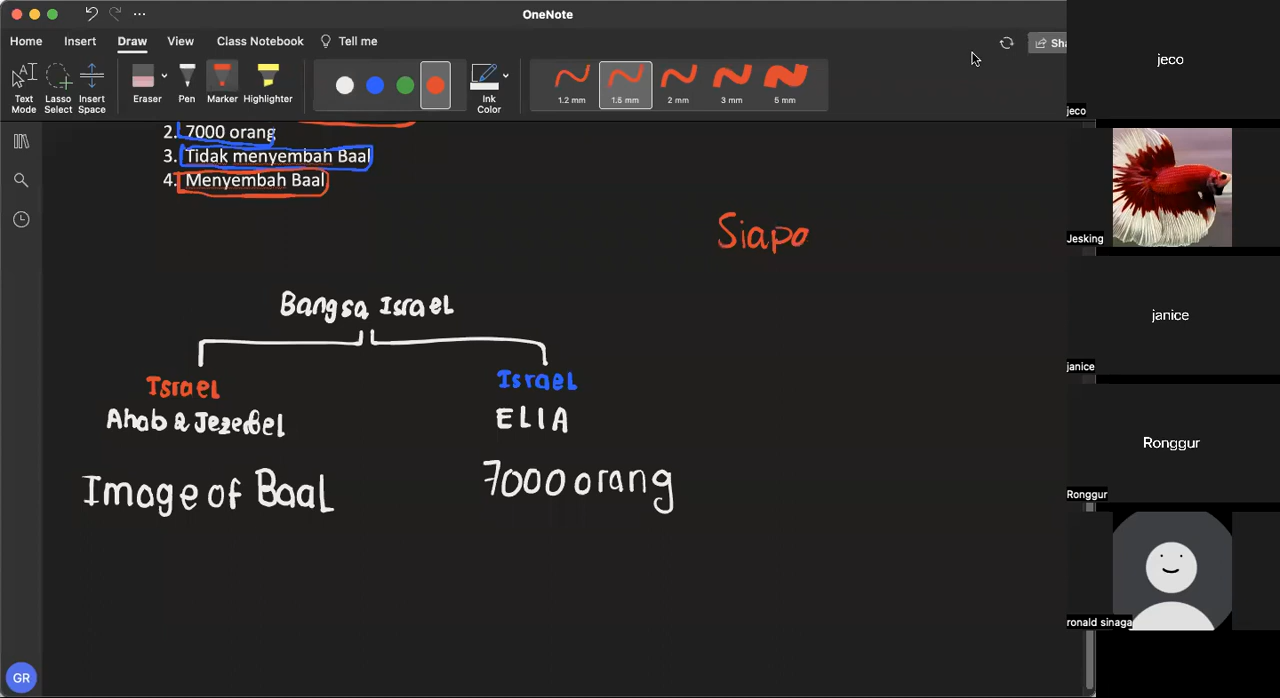 OneNote
Home Insert Draw View Class Notebook Tell me
Sha
Text Mode
Lasso Select
Insert Space
Eraser
Pen
Marker
Highlighter
Ink Color
1.2 mm
1.5 mm
2 mm
3 mm
5 mm
2. 7000 orang
3. Tidak menyembah Baal
4. Menyembah Baal
Siapa
Bangsa Israel
Israel
Ahab & Jezerbel
Image of Baal
Israel
ELIA
7000 orang
GR
jeco
jeco
Jesking
janice
janice
Ronggur
Ronggur
ronald sinaga